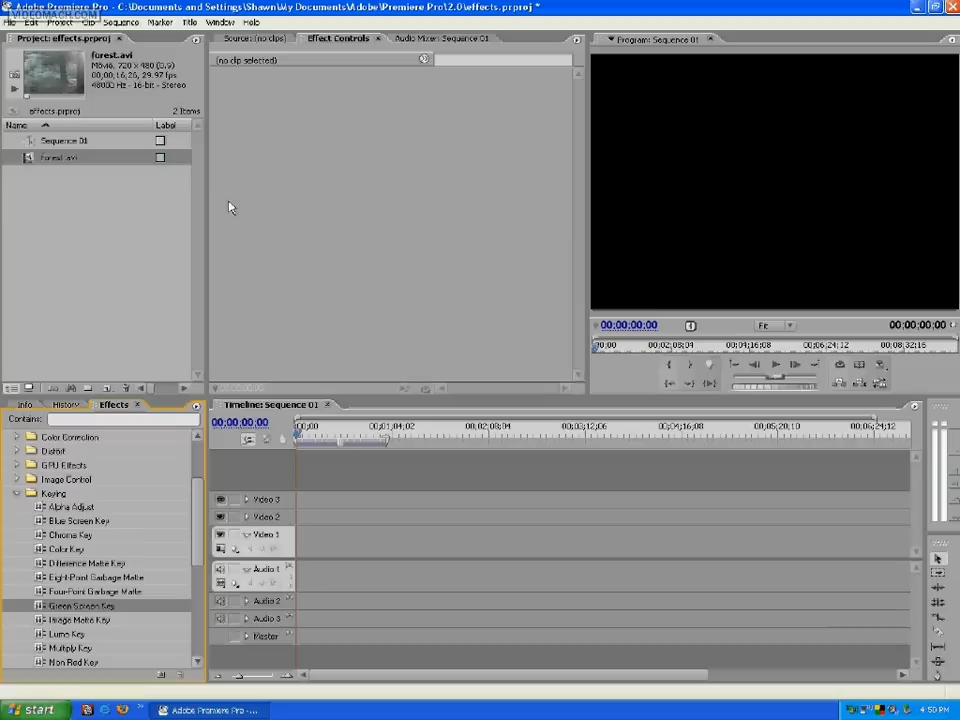 Adobe Premiere Pro - C:\Documents and Settings\Shawn\My Documents\Adobe\Premiere Pro\2.0\effects.prproj *
VIDEOMACH.COM
File Edit Project Clip Sequence Marker Title Window Help
Project: effects.prproj
forest.avi
Movie, 720 x 480 (0.9)
00;00;16;26, 29.97 fps
48000 Hz - 16-bit - Stereo
effects.prproj 2 Items
Name Label
Sequence 01
forest.avi
Source: (no clips) Effect Controls Audio Mixer: Sequence 01
(no clip selected)
Program: Sequence 01
00;00;00;00 Fit 00;00;00;00
00;00 00;02;08;04 00;04;16;08 00;06;24;12 00;08;32;16
Info History Effects
Contains:
Color Correction
Distort
GPU Effects
Image Control
Keying
Alpha Adjust
Blue Screen Key
Chroma Key
Color Key
Difference Matte Key
Eight-Point Garbage Matte
Four-Point Garbage Matte
Green Screen Key
Image Matte Key
Luma Key
Multiply Key
Non Red Key
Timeline: Sequence 01
00;00;00;00
00;00 00;01;04;02 00;02;08;04 00;03;12;06 00;04;16;08 00;05;20;10 00;06;24;12
Video 3
Video 2
Video 1
Audio 1
Audio 2
Audio 3
Master
start Adobe Premiere Pro -... 4:50 PM